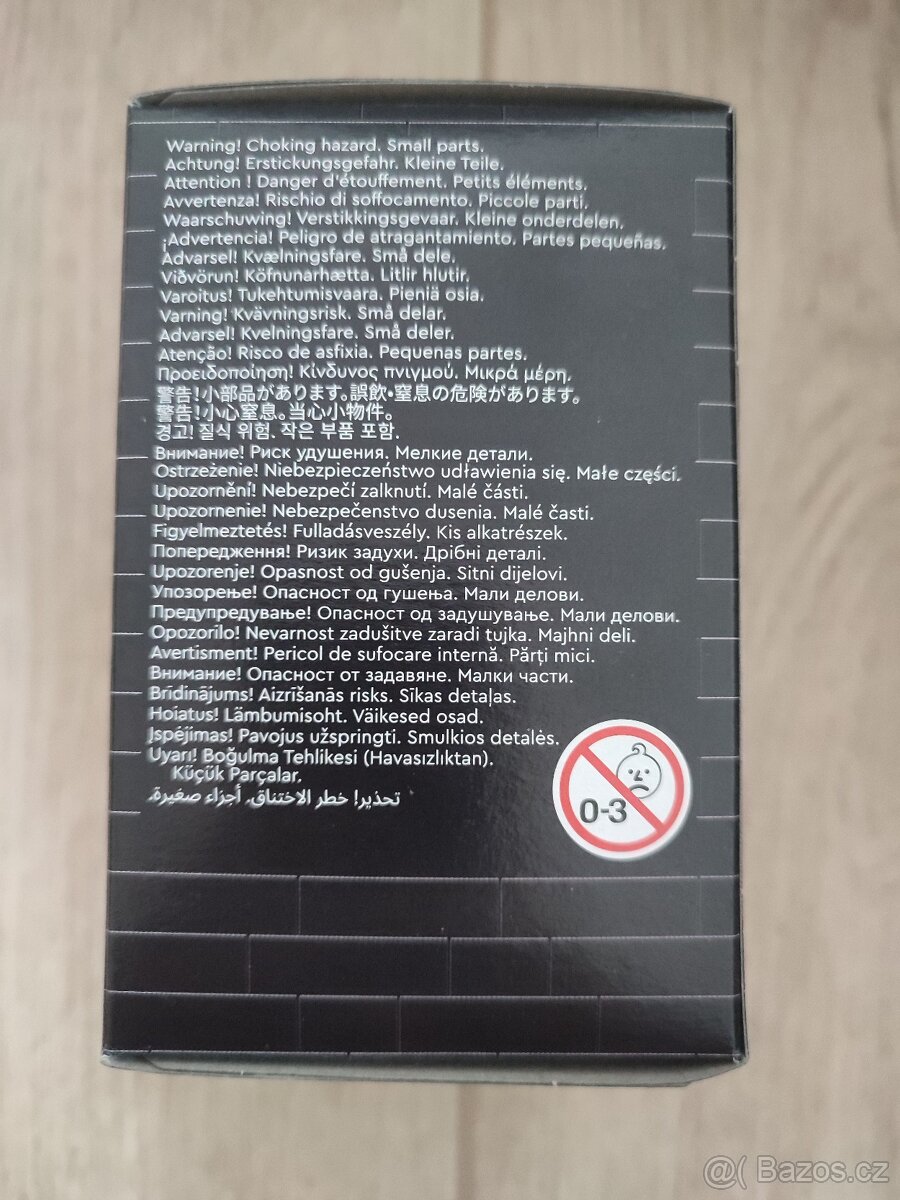 Warning! Choking hazard. Small parts.
Achtung! Erstickungsgefahr. Kleine Teile.
Attention ! Danger d'étouffement. Petits éléments.
Avvertenza! Rischio di soffocamento. Piccole parti.
Waarschuwing! Verstikkingsgevaar. Kleine onderdelen.
¡Advertencia! Peligro de atragantamiento. Partes pequeñas.
Advarsel! Kvælningsfare. Små dele.
Viðvörun! Köfnunarhætta. Litlir hlutir.
Varoitus! Tukehtumisvaara. Pieniä osia.
Varning! Kvävningsrisk. Små delar.
Advarsel! Kvelningsfare. Små deler.
Atenção! Risco de asfixia. Pequenas partes.
Προειδοποίηση! Κίνδυνος πνιγμού. Μικρά μέρη.
警告!小部品があります。誤飲・窒息の危険があります。
警告!小心窒息。当心小物件。
경고! 질식 위험. 작은 부품 포함.
Внимание! Риск удушения. Мелкие детали.
Ostrzeżenie! Niebezpieczeństwo udławienia się. Małe części.
Upozornění! Nebezpečí zalknutí. Malé části.
Upozornenie! Nebezpečenstvo dusenia. Malé časti.
Figyelmeztetés! Fulladásveszély. Kis alkatrészek.
Попередження! Ризик задухи. Дрібні деталі.
Upozorenje! Opasnost od gušenja. Sitni dijelovi.
Упозорење! Опасност од гушења. Мали делови.
Предупредување! Опасност од задушување. Мали делови.
Opozorilo! Nevarnost zadušitve zaradi tujka. Majhni deli.
Avertisment! Pericol de sufocare internă. Părți mici.
Внимание! Опасност от задавяне. Малки части.
Brīdinājums! Aizrīšanās risks. Sīkas detaļas.
Hoiatus! Lämbumisoht. Väikesed osad.
Įspėjimas! Pavojus užspringti. Smulkios detalės.
Uyarı! Boğulma Tehlikesi (Havasızlıktan).
Küçük Parçalar.
تحذير! خطر الاختناق. أجزاء صغيرة.
0-3
@( Bazos.cz